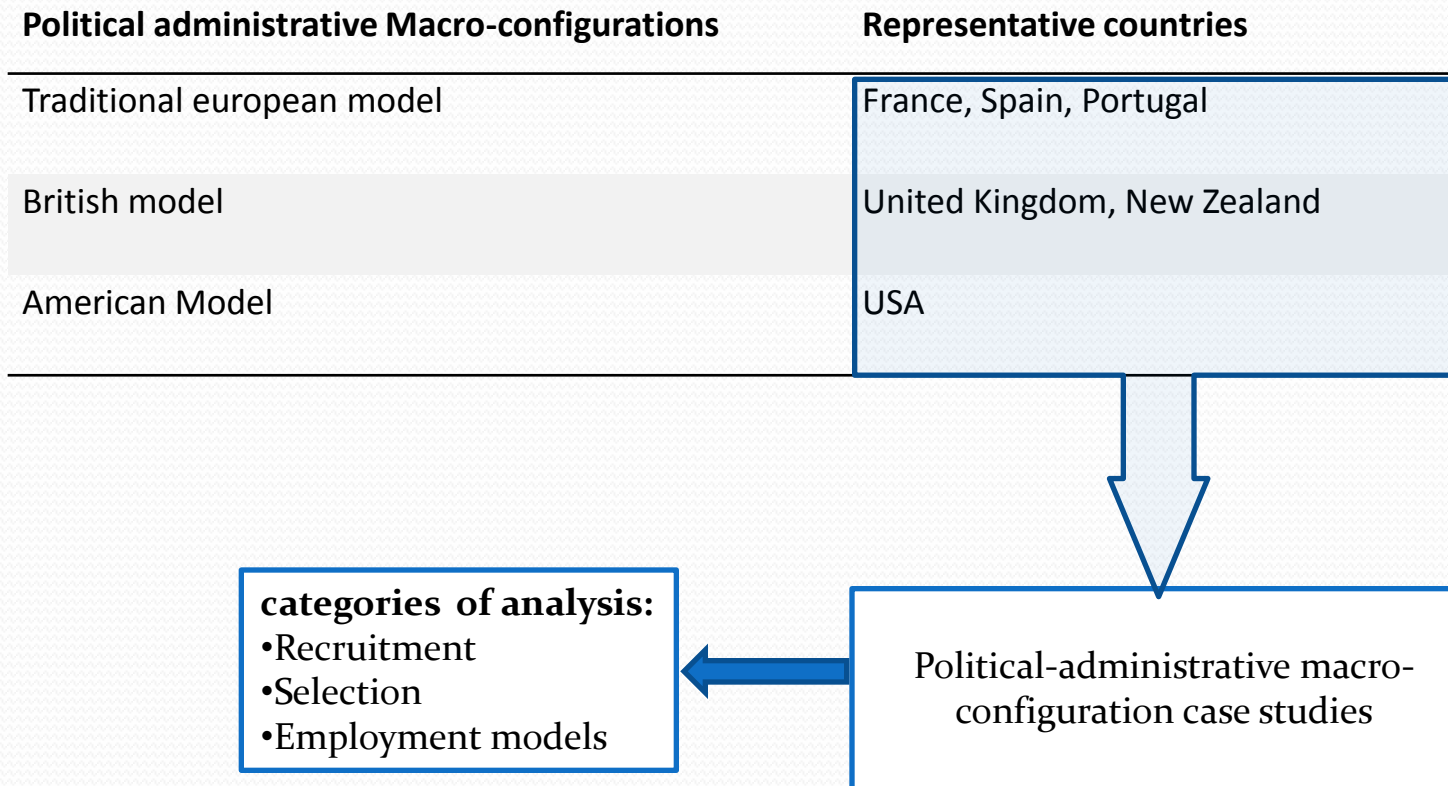 Political administrative Macro-configurations Representative countries
Traditional european model France, Spain, Portugal
British model United Kingdom, New Zealand
American Model USA
categories of analysis:
•Recruitment
•Selection
•Employment models
Political-administrative macro-
configuration case studies